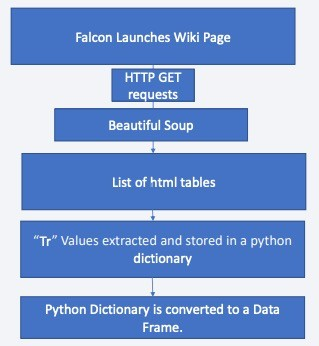 Falcon Launches Wiki Page
HTTP GET
requests
Beautiful Soup
List of html tables
“Tr” Values extracted and stored in a python
dictionary
Python Dictionary is converted to a Data
Frame.